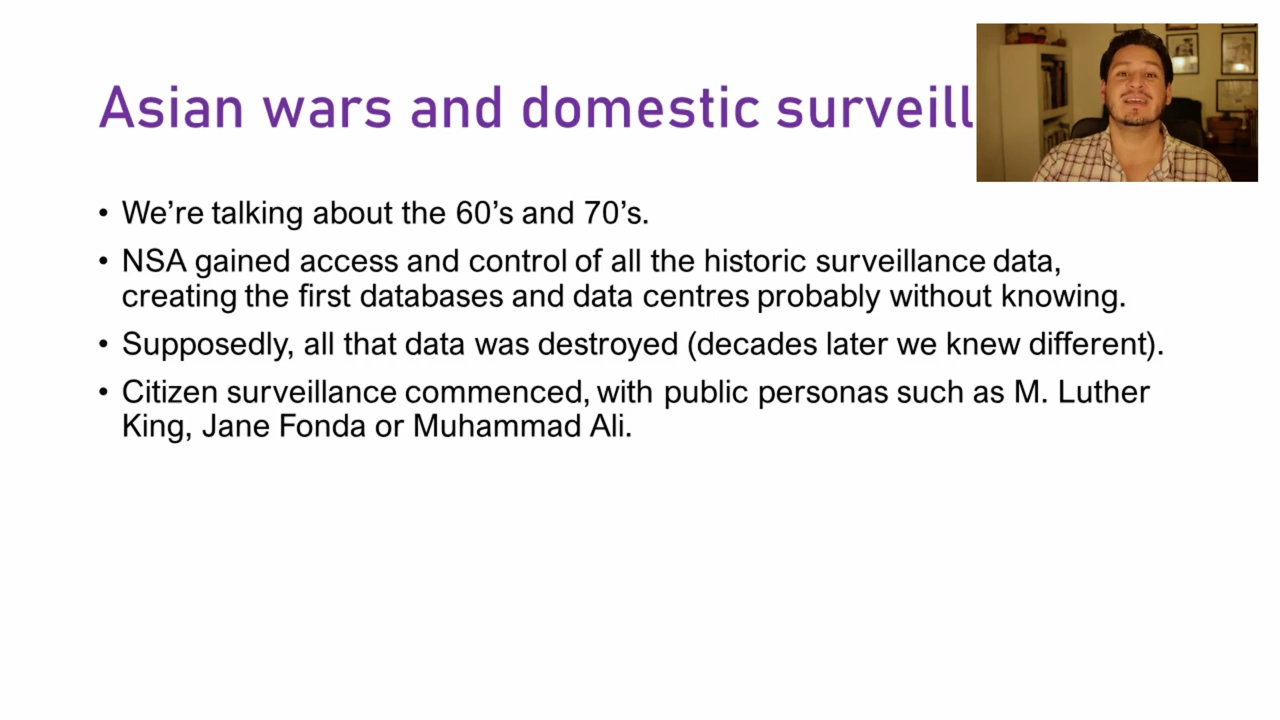 Asian wars and domestic surveill
• We're talking about the 60's and 70's.
• NSA gained access and control of all the historic surveillance data,
creating the first databases and data centres probably without knowing.
• Supposedly, all that data was destroyed (decades later we knew different).
• Citizen surveillance commenced, with public personas such as M. Luther
King, Jane Fonda or Muhammad Ali.